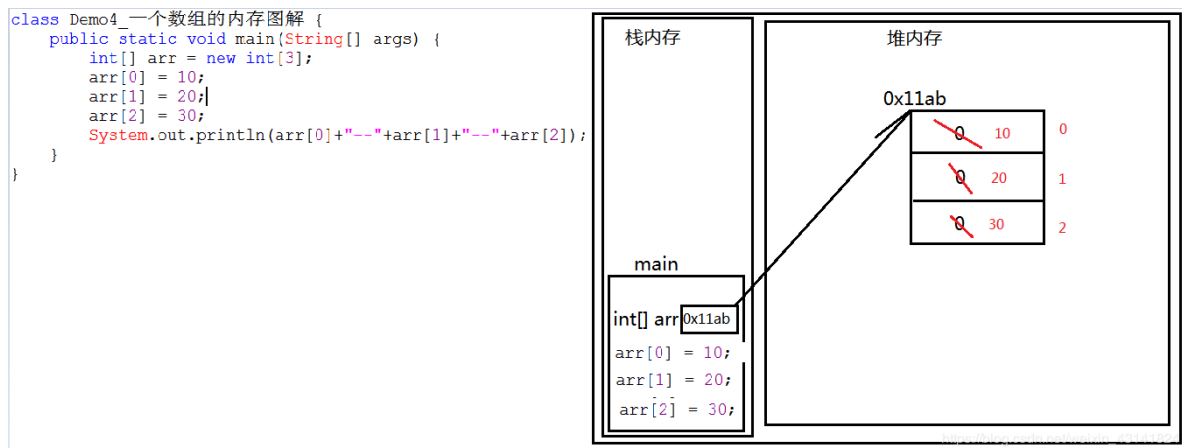 class Demo4_一个数组的内存图解 {
    public static void main(String[] args) {
        int[] arr = new int[3];
        arr[0] = 10;
        arr[1] = 20;
        arr[2] = 30;
        System.out.println(arr[0]+"--"+arr[1]+"--"+arr[2]);
    }
}
栈内存
堆内存
0x11ab
0 10 0
0 20 1
0 30 2
main
int[] arr 0x11ab
arr[0] = 10;
arr[1] = 20;
arr[2] = 30;